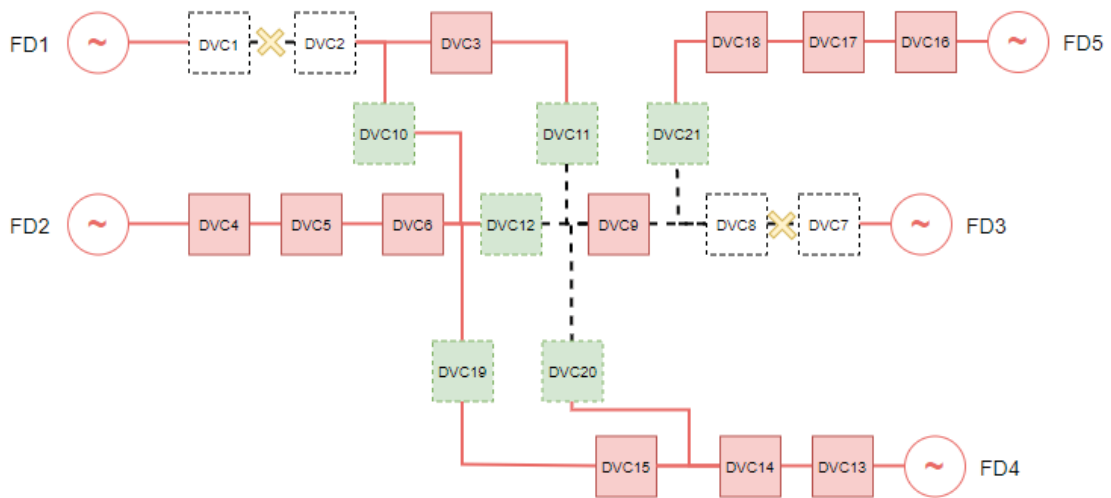 FD1
~
DVC1
DVC2
DVC3
DVC18
DVC17
DVC16
~
FD5
DVC10
DVC11
DVC21
FD2
~
DVC4
DVC5
DVC6
DVC12
DVC9
DVC8
DVC7
~
FD3
DVC19
DVC20
DVC15
DVC14
DVC13
~
FD4